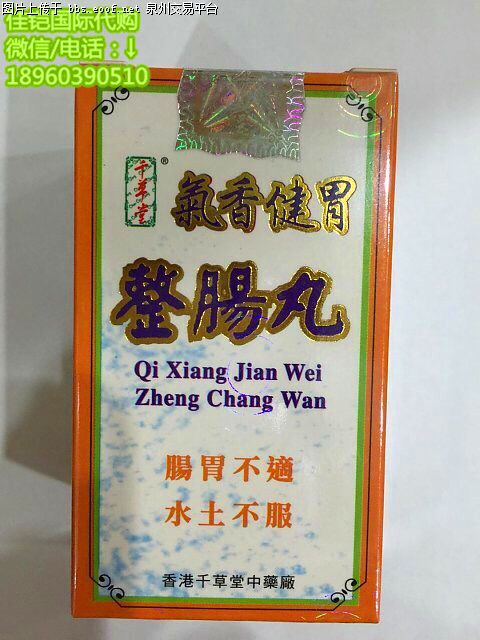 图片上传于 bbs.epof.net 泉州交易平台
佳铠国际代购
微信/电话:↓
18960390510
千草堂®
氣香健胃
整腸丸
Qi Xiang Jian Wei
Zheng Chang Wan
腸胃不適
水土不服
香港千草堂中藥廠